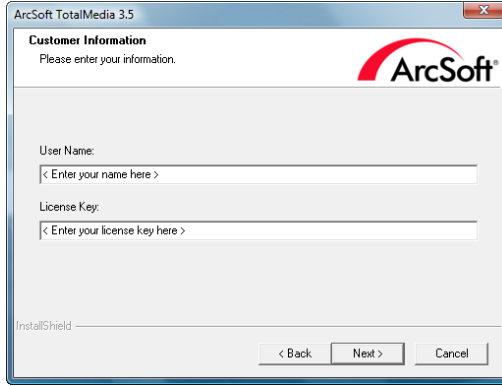 ArcSoft TotalMedia 3.5
Customer Information
Please enter your information.
ArcSoft®
User Name:
< Enter your name here >
License Key:
< Enter your license key here >
InstallShield
< Back
Next >
Cancel